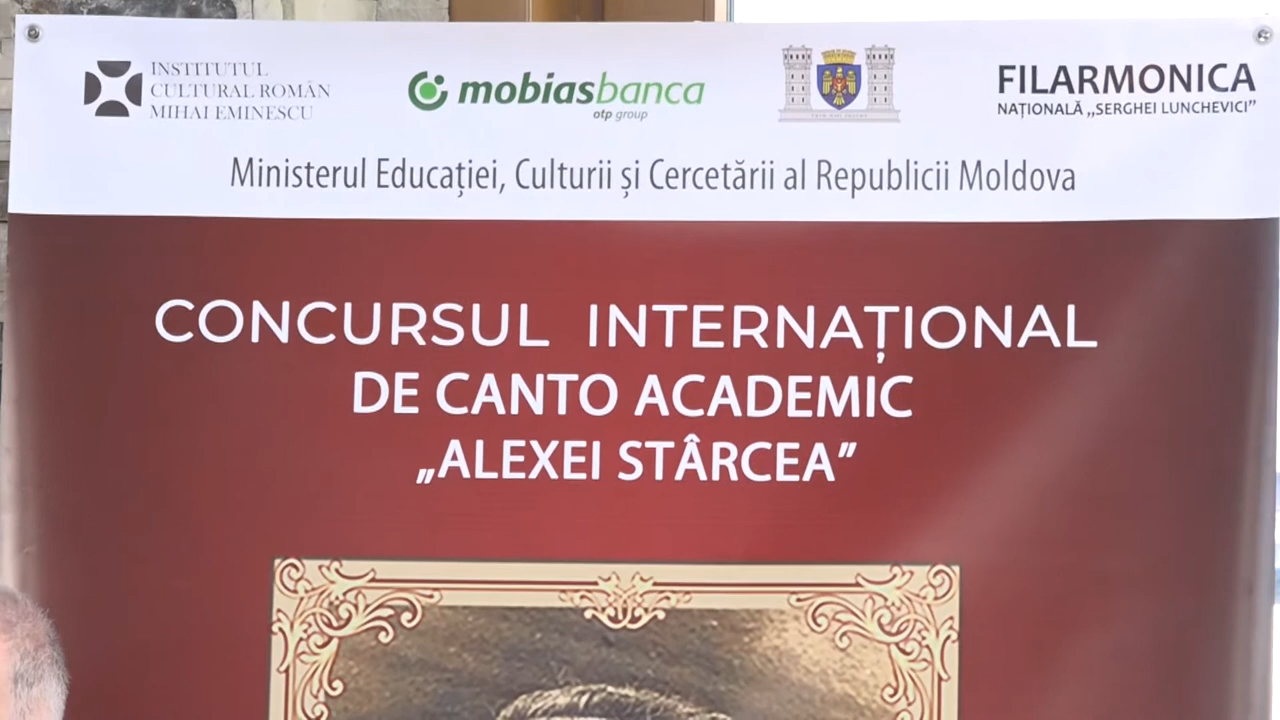 INSTITUTUL
CULTURAL ROMÂN
MIHAI EMINESCU
mobiasbanca
otp group
FILARMONICA
NAȚIONALĂ „SERGHEI LUNCHEVICI”
Ministerul Educației, Culturii și Cercetării al Republicii Moldova
CONCURSUL INTERNAȚIONAL
DE CANTO ACADEMIC
„ALEXEI STÂRCEA”